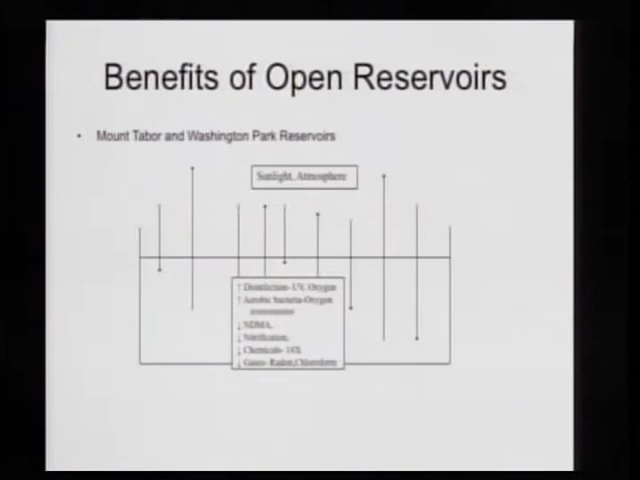 Benefits of Open Reservoirs
• Mount Tabor and Washington Park Reservoirs
Sunlight, Atmosphere
↑ Disinfection- UV, Oxygen
↑ Aerobic bacteria-Oxygen
↓ NDMA,
↓ Nitrification,
↓ Chemicals-
↓ Gases- Radon, Chloroform